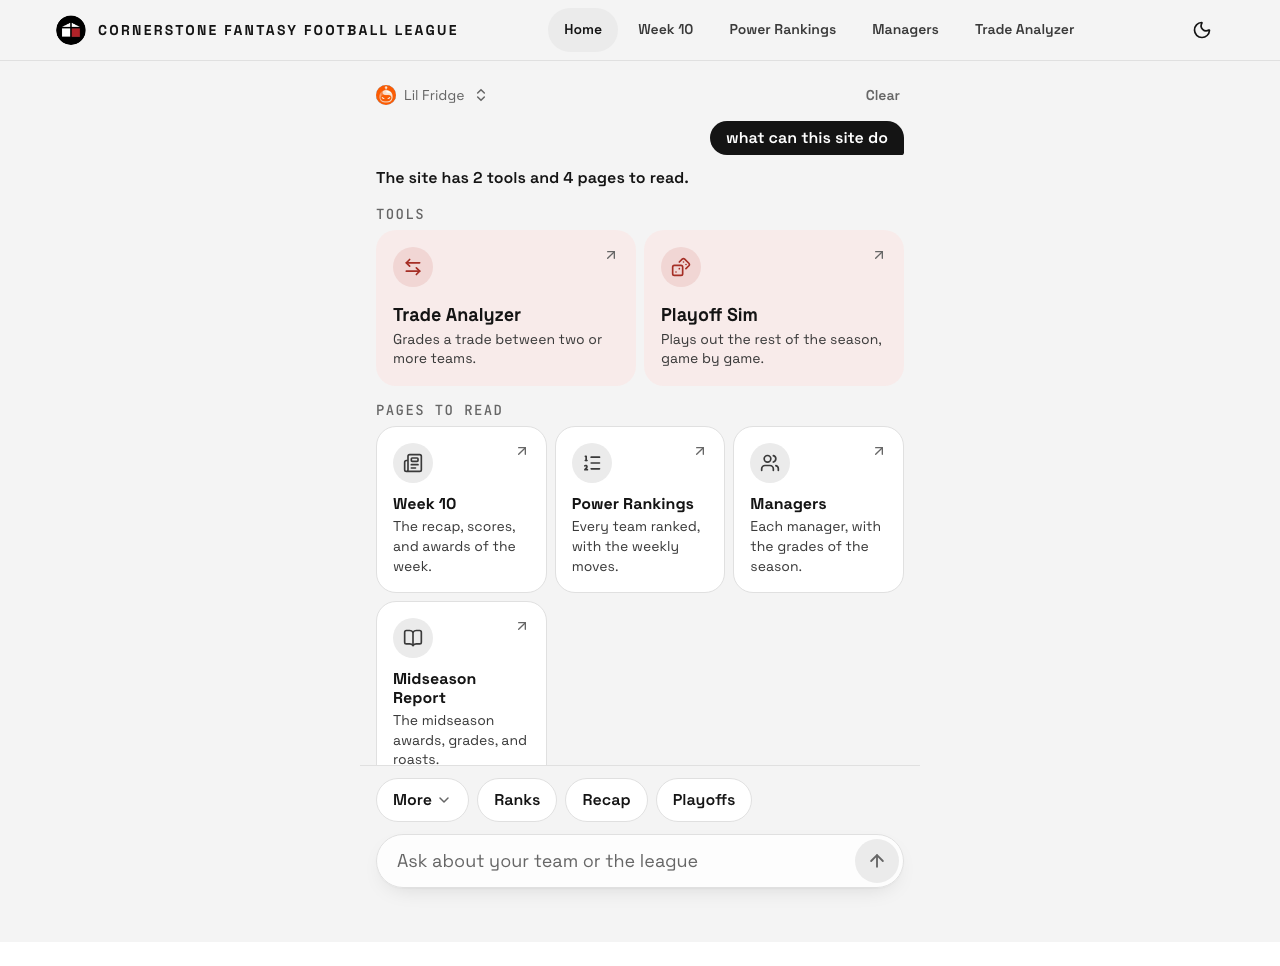 CORNERSTONE FANTASY FOOTBALL LEAGUE
Home
Week 10
Power Rankings
Managers
Trade Analyzer
Lil Fridge
Clear
what can this site do
The site has 2 tools and 4 pages to read.
TOOLS
Trade Analyzer
Grades a trade between two or
more teams.
Playoff Sim
Plays out the rest of the season,
game by game.
PAGES TO READ
Week 10
The recap, scores,
and awards of the
week.
Power Rankings
Every team ranked,
with the weekly
moves.
Managers
Each manager, with
the grades of the
season.
Midseason
Report
The midseason
awards, grades, and
roasts.
More
Ranks
Recap
Playoffs
Ask about your team or the league